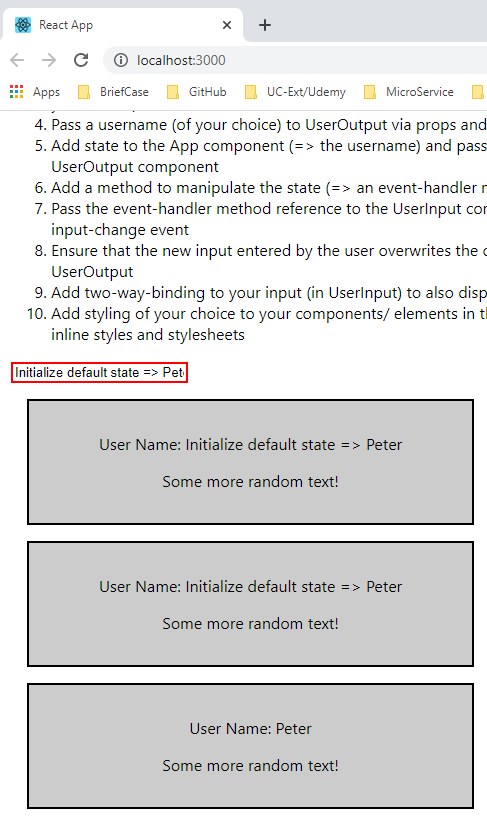 React App
localhost:3000
Apps BriefCase GitHub UC-Ext/Udemy MicroService
4. Pass a username (of your choice) to UserOutput via props and
5. Add state to the App component (=> the username) and pass
UserOutput component
6. Add a method to manipulate the state (=> an event-handler
7. Pass the event-handler method reference to the UserInput
input-change event
8. Ensure that the new input entered by the user overwrites the
UserOutput
9. Add two-way-binding to your input (in UserInput) to also
10. Add styling of your choice to your components/ elements in
inline styles and stylesheets
Initialize default state => Pet
User Name: Initialize default state => Peter
Some more random text!
User Name: Initialize default state => Peter
Some more random text!
User Name: Peter
Some more random text!